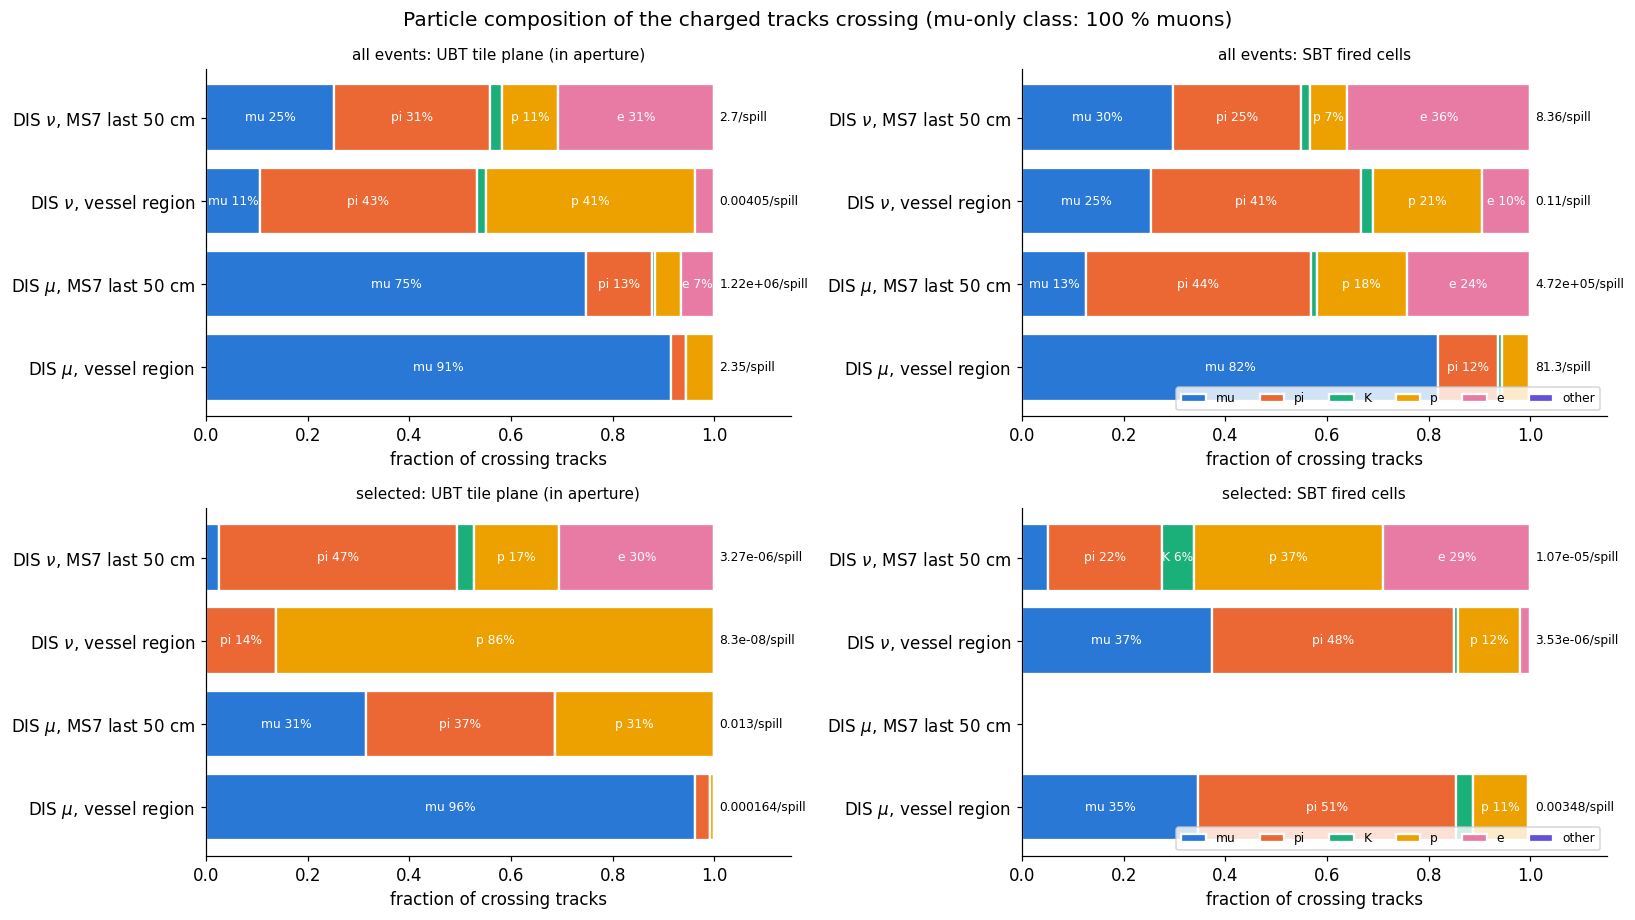 Particle composition of the charged tracks crossing (mu-only class: 100 % muons)
all events: UBT tile plane (in aperture)
DIS ν, MS7 last 50 cm
mu 25%
pi 31%
p 11%
e 31%
2.7/spill
DIS ν, vessel region
mu 11%
pi 43%
p 41%
0.00405/spill
DIS μ, MS7 last 50 cm
mu 75%
pi 13%
e 7%
1.22e+06/spill
DIS μ, vessel region
mu 91%
2.35/spill
0.0 0.2 0.4 0.6 0.8 1.0
fraction of crossing tracks
all events: SBT fired cells
DIS ν, MS7 last 50 cm
mu 30%
pi 25%
p 7%
e 36%
8.36/spill
DIS ν, vessel region
mu 25%
pi 41%
p 21%
e 10%
0.11/spill
DIS μ, MS7 last 50 cm
mu 13%
pi 44%
p 18%
e 24%
4.72e+05/spill
DIS μ, vessel region
mu 82%
pi 12%
81.3/spill
mu pi K p e other
0.0 0.2 0.4 0.6 0.8 1.0
fraction of crossing tracks
selected: UBT tile plane (in aperture)
DIS ν, MS7 last 50 cm
pi 47%
p 17%
e 30%
3.27e-06/spill
DIS ν, vessel region
pi 14%
p 86%
8.3e-08/spill
DIS μ, MS7 last 50 cm
mu 31%
pi 37%
p 31%
0.013/spill
DIS μ, vessel region
mu 96%
0.000164/spill
0.0 0.2 0.4 0.6 0.8 1.0
fraction of crossing tracks
selected: SBT fired cells
DIS ν, MS7 last 50 cm
pi 22%
K 6%
p 37%
e 29%
1.07e-05/spill
DIS ν, vessel region
mu 37%
pi 48%
p 12%
3.53e-06/spill
DIS μ, MS7 last 50 cm
DIS μ, vessel region
mu 35%
pi 51%
p 11%
0.00348/spill
mu pi K p e other
0.0 0.2 0.4 0.6 0.8 1.0
fraction of crossing tracks